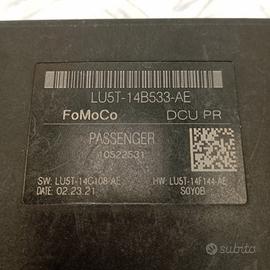 LU5T-14B533-AE
FoMoCo DCU PR
PASSENGER
10522531
SW: LU5T-14C108-AE HW: LU5T-14F144-AE
DATE: 02.23.21 S0Y0B
subito